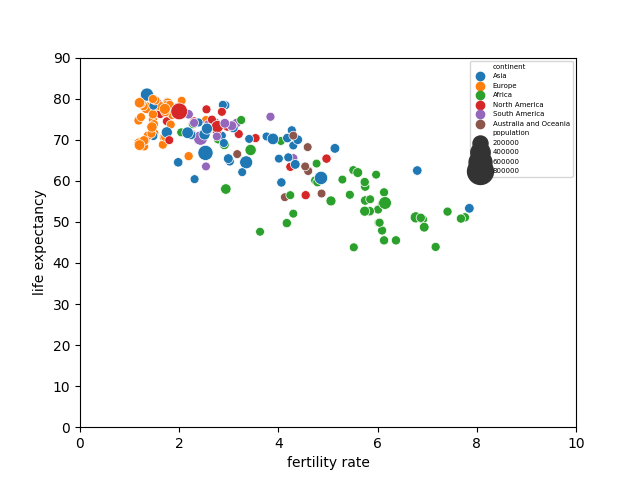 90
80
70
60
50
40
30
20
10
0
life expectancy
0 2 4 6 8 10
fertility rate
continent
Asia
Europe
Africa
North America
South America
Australia and Oceania
population
200000
400000
600000
800000